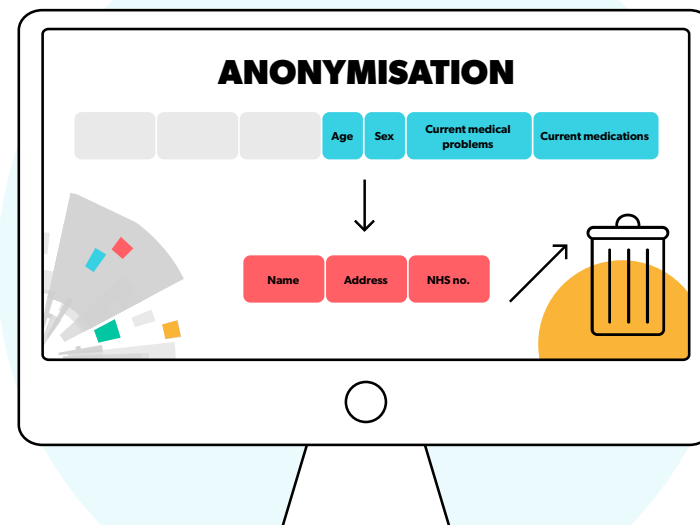 ANONYMISATION
Age
Sex
Current medical
problems
Current medications
Name
Address
NHS no.